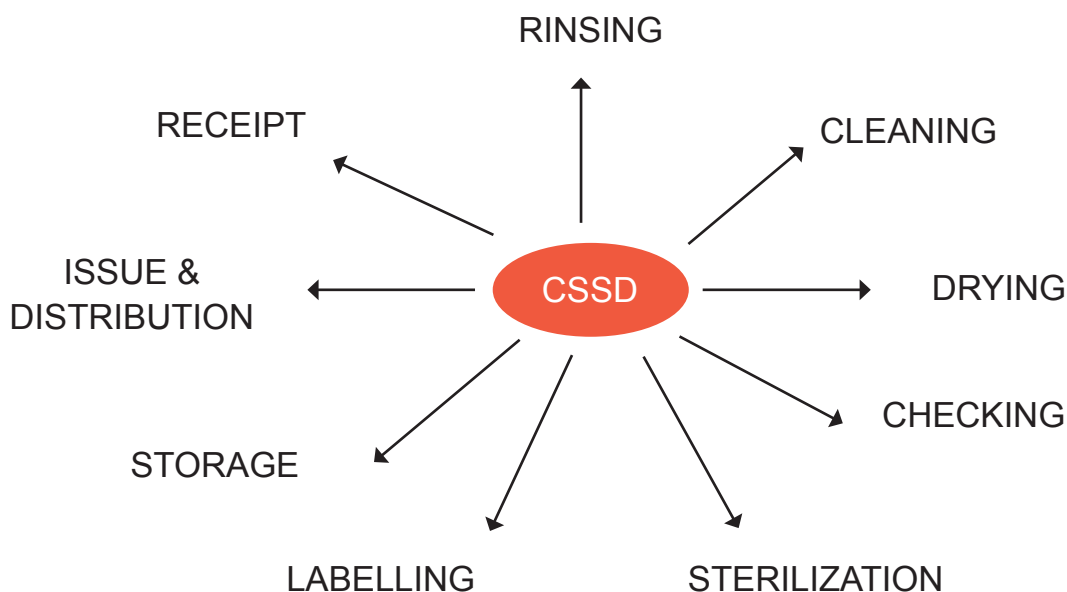 RINSING
RECEIPT
CLEANING
ISSUE &
DISTRIBUTION
CSSD
DRYING
CHECKING
STORAGE
LABELLING
STERILIZATION